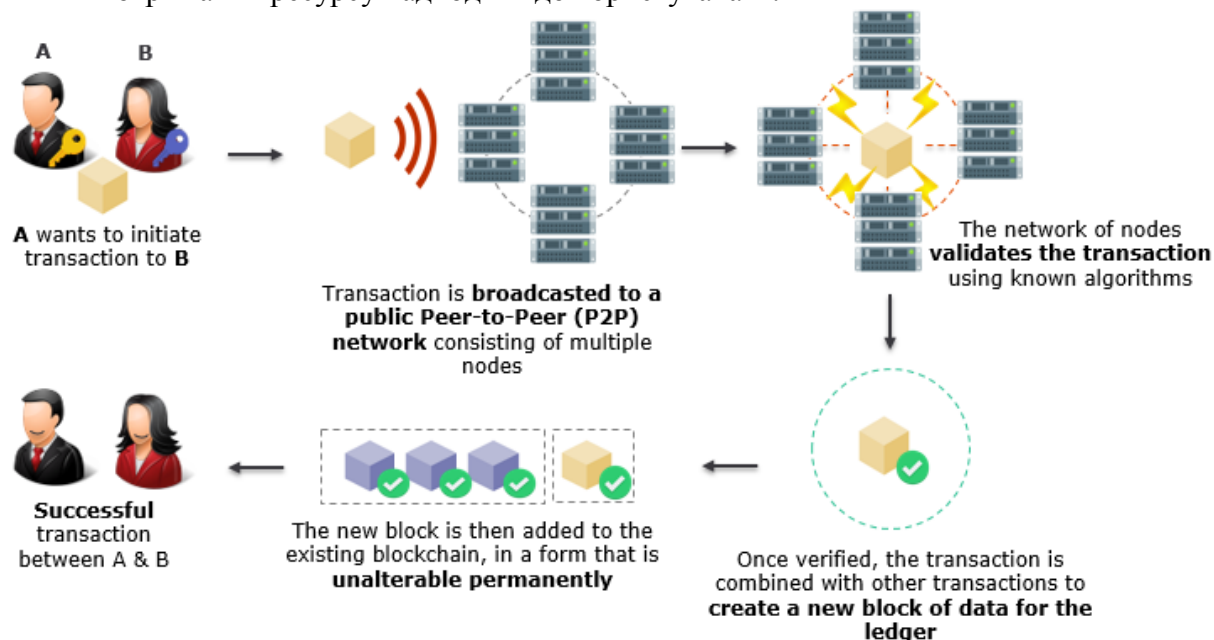 A
B
A wants to initiate
transaction to B
Transaction is broadcasted to a
public Peer-to-Peer (P2P)
network consisting of multiple
nodes
The network of nodes
validates the transaction
using known algorithms
Once verified, the transaction is
combined with other transactions to
create a new block of data for the
ledger
The new block is then added to the
existing blockchain, in a form that is
unalterable permanently
Successful
transaction
between A & B